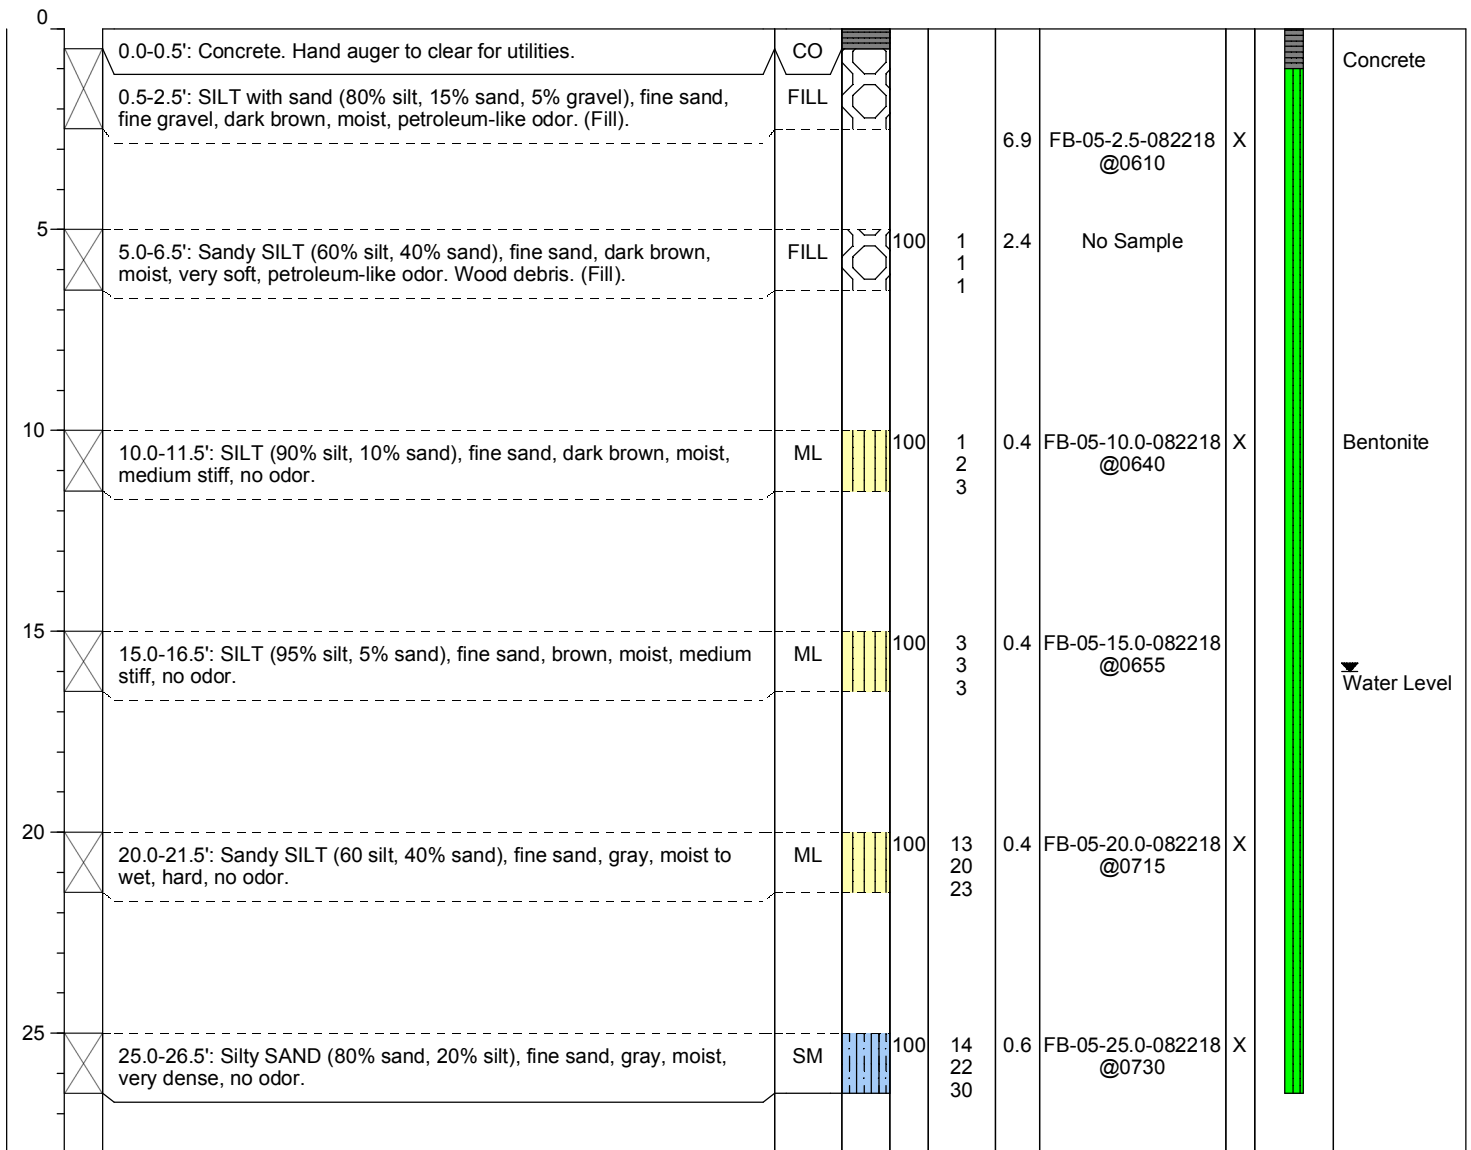 0
0.0-0.5': Concrete. Hand auger to clear for utilities.
CO
Concrete
0.5-2.5': SILT with sand (80% silt, 15% sand, 5% gravel), fine sand,
fine gravel, dark brown, moist, petroleum-like odor. (Fill).
FILL
6.9
FB-05-2.5-082218
@0610
X
5
5.0-6.5': Sandy SILT (60% silt, 40% sand), fine sand, dark brown,
moist, very soft, petroleum-like odor. Wood debris. (Fill).
FILL
100
1
1
1
2.4
No Sample
10
10.0-11.5': SILT (90% silt, 10% sand), fine sand, dark brown, moist,
medium stiff, no odor.
ML
100
1
2
3
0.4
FB-05-10.0-082218
@0640
X
Bentonite
15
15.0-16.5': SILT (95% silt, 5% sand), fine sand, brown, moist, medium
stiff, no odor.
ML
100
3
3
3
0.4
FB-05-15.0-082218
@0655
Water Level
20
20.0-21.5': Sandy SILT (60 silt, 40% sand), fine sand, gray, moist to
wet, hard, no odor.
ML
100
13
20
23
0.4
FB-05-20.0-082218
@0715
X
25
25.0-26.5': Silty SAND (80% sand, 20% silt), fine sand, gray, moist,
very dense, no odor.
SM
100
14
22
30
0.6
FB-05-25.0-082218
@0730
X